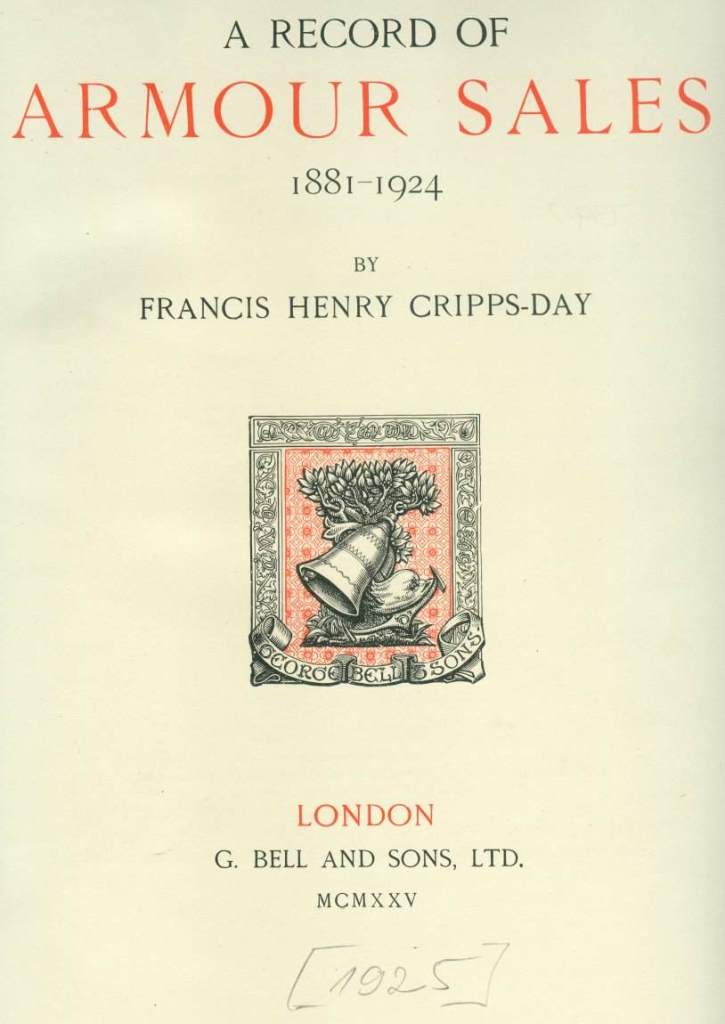 A RECORD OF
ARMOUR SALES
1881–1924
BY
FRANCIS HENRY CRIPPS-DAY
GEORGE BELL & SONS
LONDON
G. BELL AND SONS, LTD.
MCMXXV
[1925]